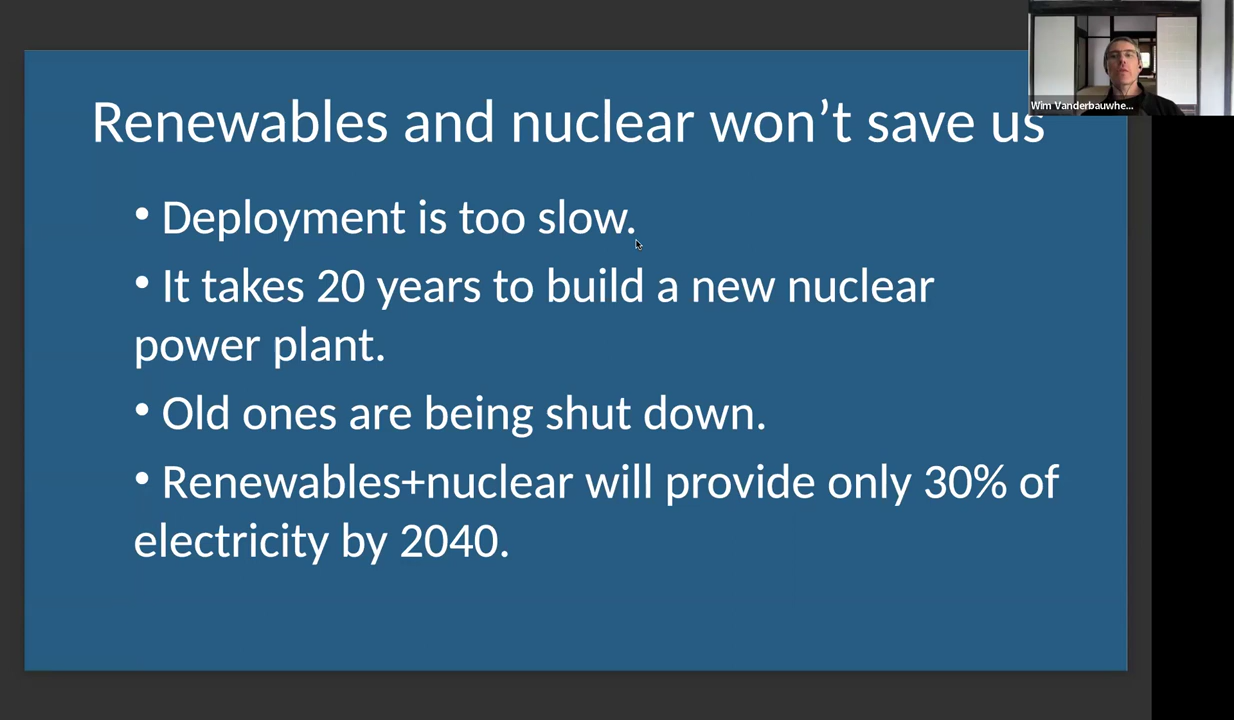 Renewables and nuclear won’t save us
• Deployment is too slow.
• It takes 20 years to build a new nuclear
power plant.
• Old ones are being shut down.
• Renewables+nuclear will provide only 30% of
electricity by 2040.
Wim Vanderbauwhe...